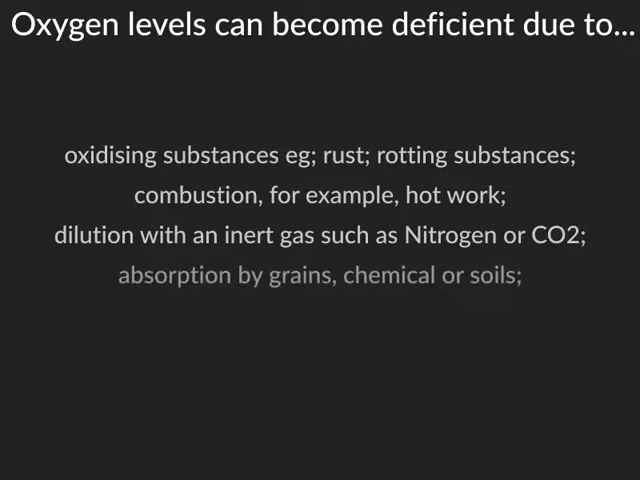 Oxygen levels can become deficient due to...
oxidising substances eg; rust; rotting substances;
combustion, for example, hot work;
dilution with an inert gas such as Nitrogen or CO2;
absorption by grains, chemical or soils;